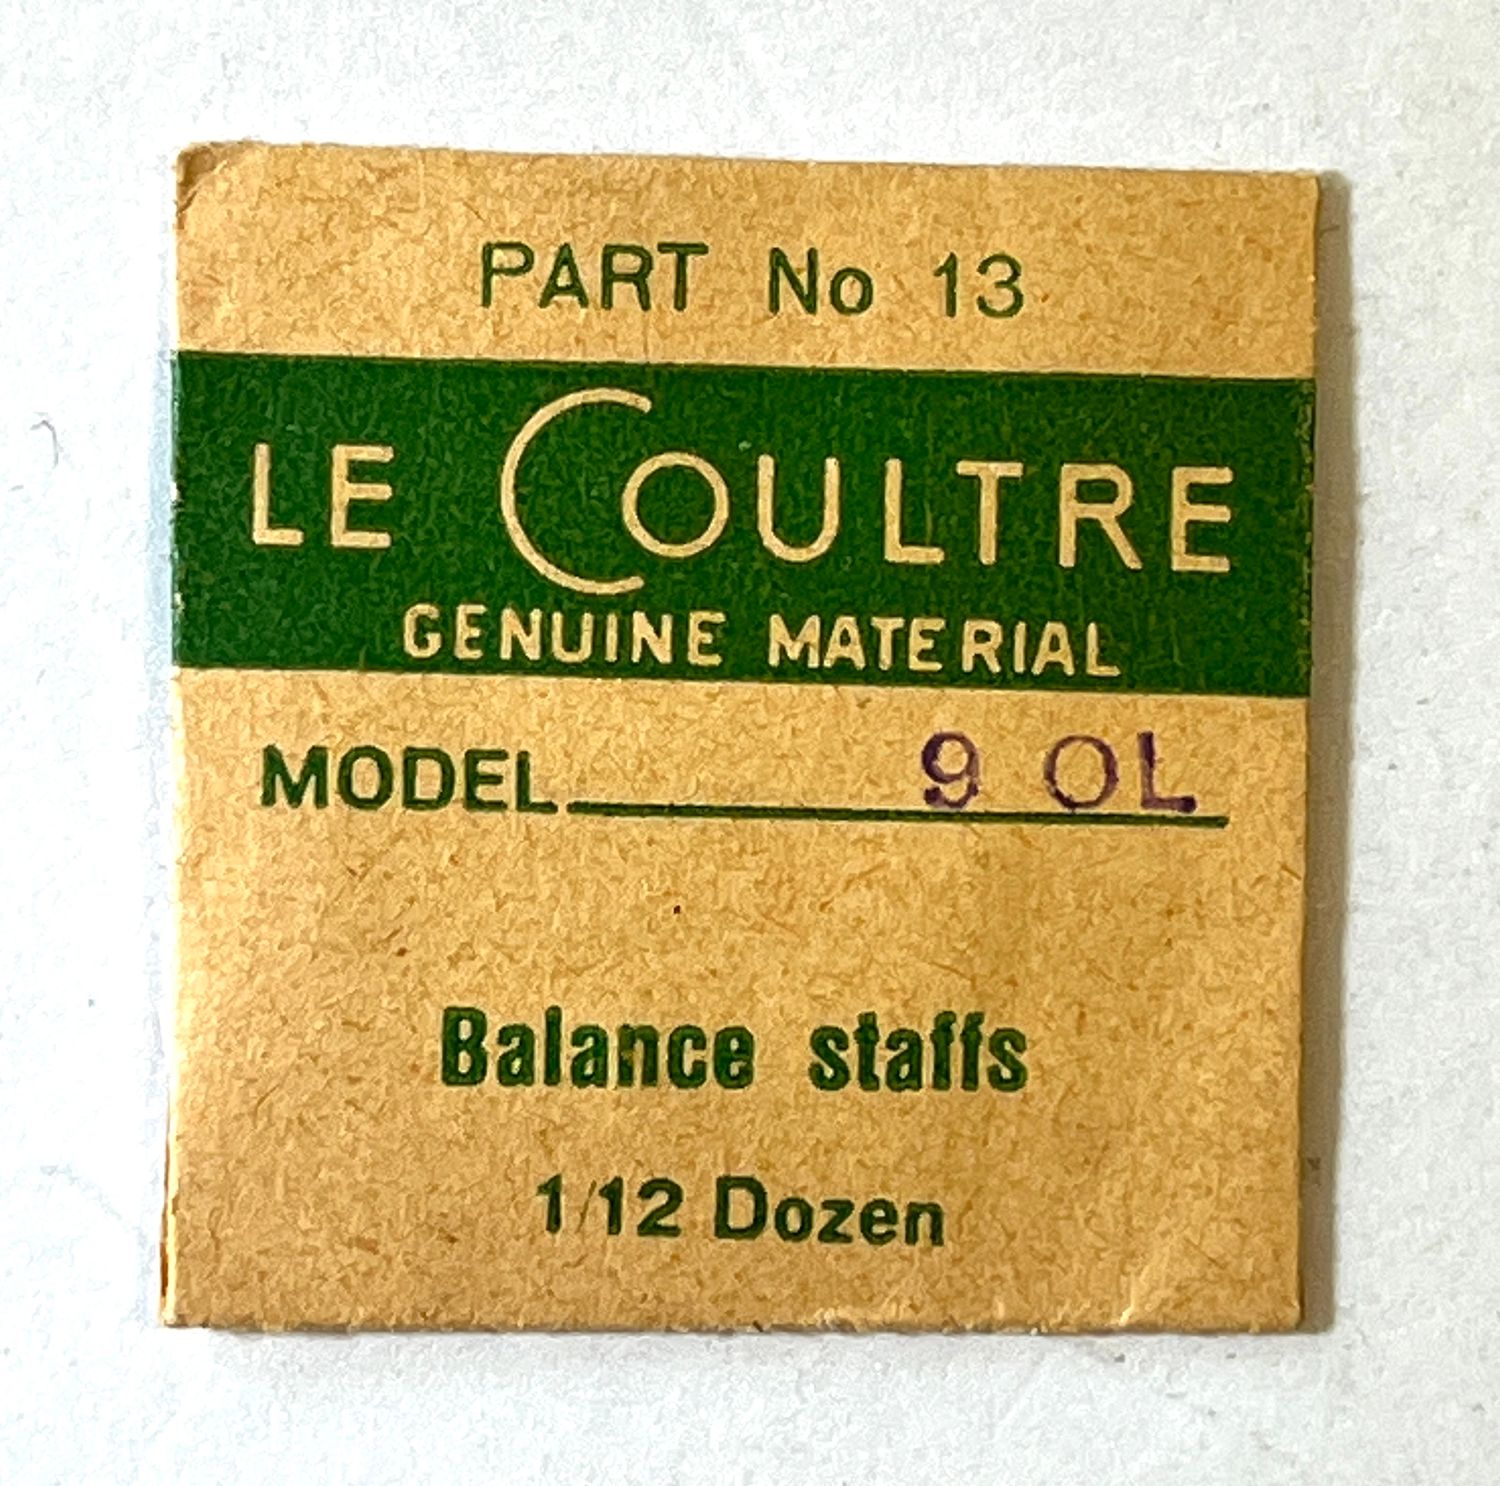 PART No 13
LE COULTRE
GENUINE MATERIAL
MODEL 9 OL
Balance staffs
1/12 Dozen